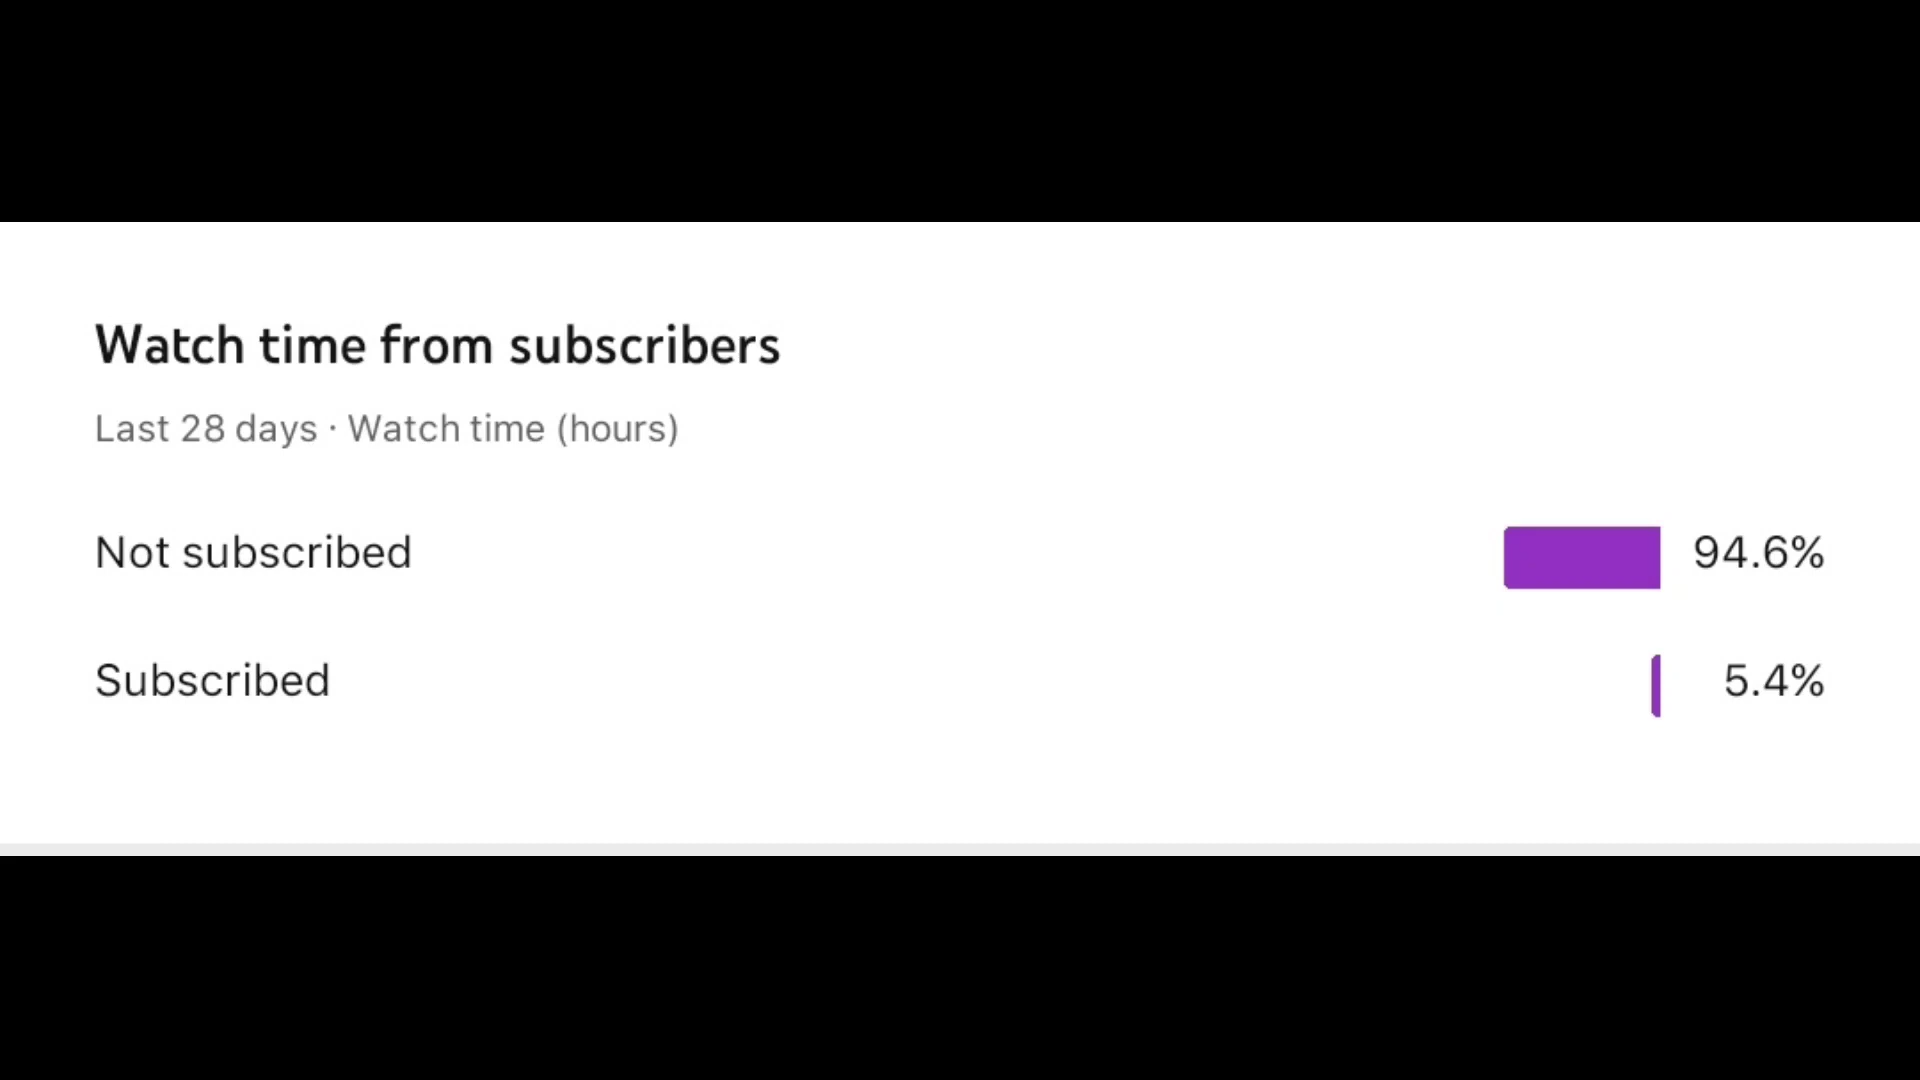 Watch time from subscribers
Last 28 days · Watch time (hours)
Not subscribed 94.6%
Subscribed 5.4%